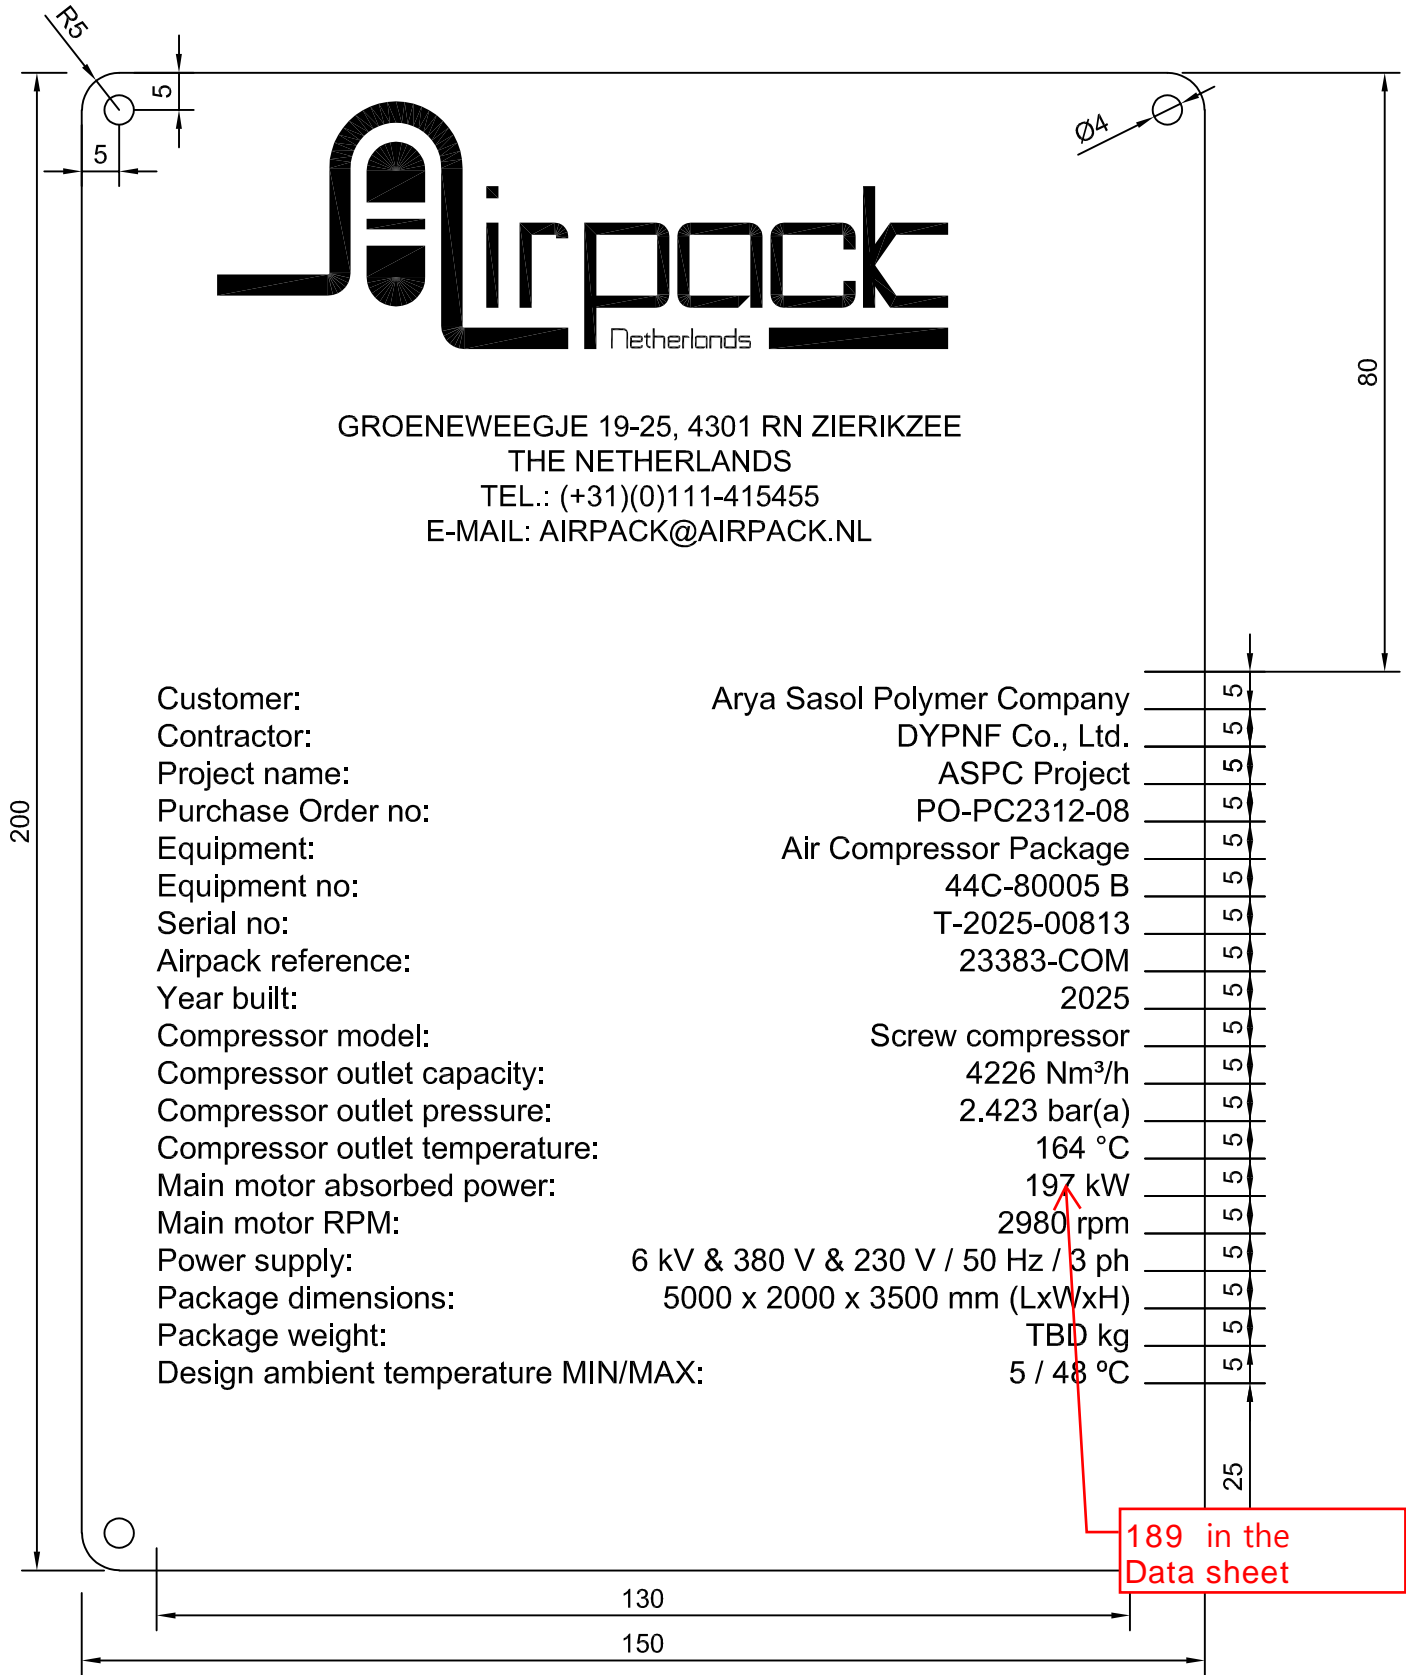 R5
5
5
Ø4
Airpack
Netherlands
GROENEWEEGJE 19-25, 4301 RN ZIERIKZEE
THE NETHERLANDS
TEL.: (+31)(0)111-415455
E-MAIL: AIRPACK@AIRPACK.NL
80
200
Customer: Arya Sasol Polymer Company 5
Contractor: DYPNF Co., Ltd. 5
Project name: ASPC Project 5
Purchase Order no: PO-PC2312-08 5
Equipment: Air Compressor Package 5
Equipment no: 44C-80005 B 5
Serial no: T-2025-00813 5
Airpack reference: 23383-COM 5
Year built: 2025 5
Compressor model: Screw compressor 5
Compressor outlet capacity: 4226 Nm³/h 5
Compressor outlet pressure: 2.423 bar(a) 5
Compressor outlet temperature: 164 °C 5
Main motor absorbed power: 197 kW 5
Main motor RPM: 2980 rpm 5
Power supply: 6 kV & 380 V & 230 V / 50 Hz / 3 ph 5
Package dimensions: 5000 x 2000 x 3500 mm (LxWxH) 5
Package weight: TBD kg 5
Design ambient temperature MIN/MAX: 5 / 48 ºC 5
25
189 in the
Data sheet
130
150